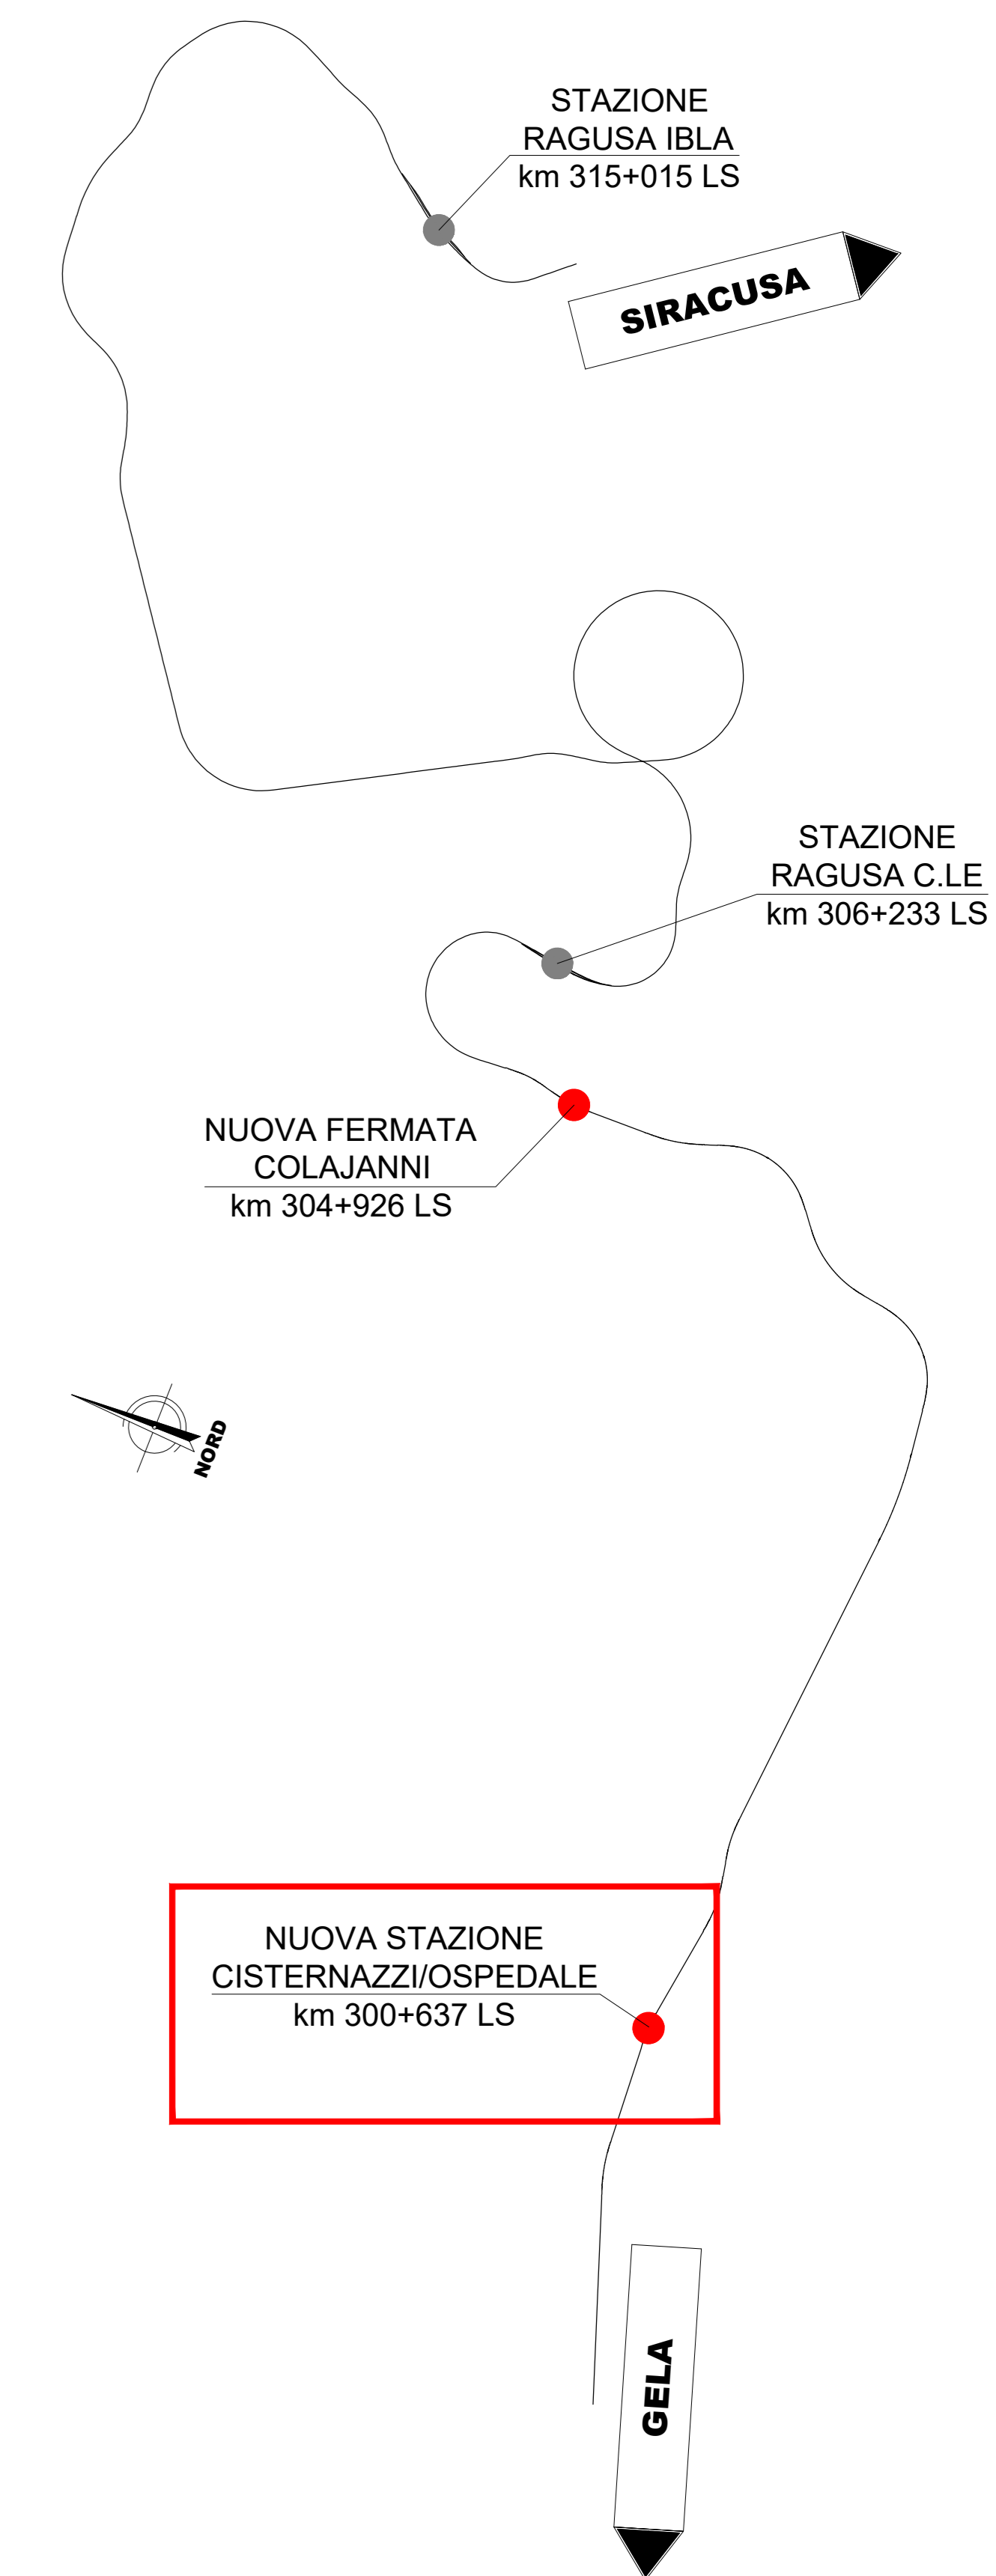 STAZIONE
RAGUSA IBLA
km 315+015 LS
SIRACUSA
STAZIONE
RAGUSA C.LE
km 306+233 LS
NUOVA FERMATA
COLAJANNI
km 304+926 LS
NORD
NUOVA STAZIONE
CISTERNAZZI/OSPEDALE
km 300+637 LS
GELA